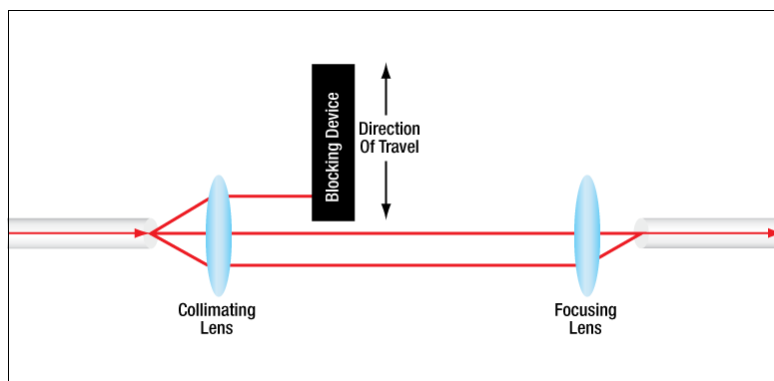 Blocking Device
Direction
Of Travel
Collimating
Lens
Focusing
Lens